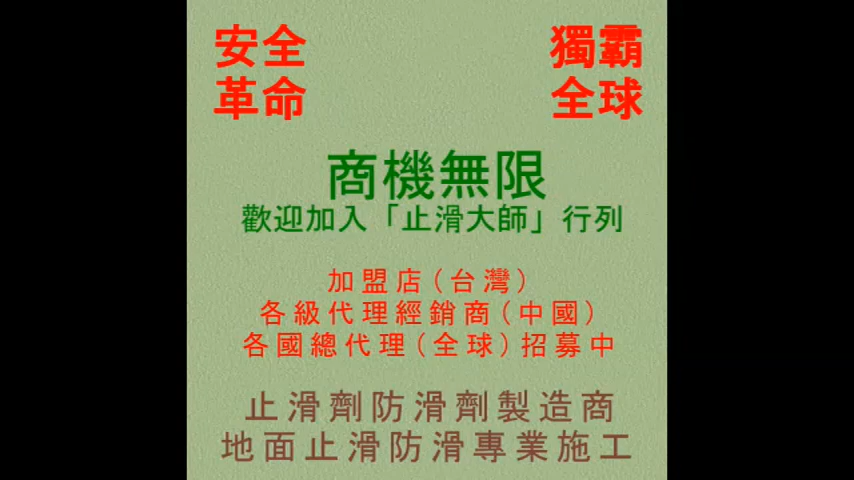 安全
革命
獨霸
全球
商機無限
歡迎加入「止滑大師」行列
加盟店(台灣)
各級代理經銷商(中國)
各國總代理(全球)招募中
止滑劑防滑劑製造商
地面止滑防滑專業施工